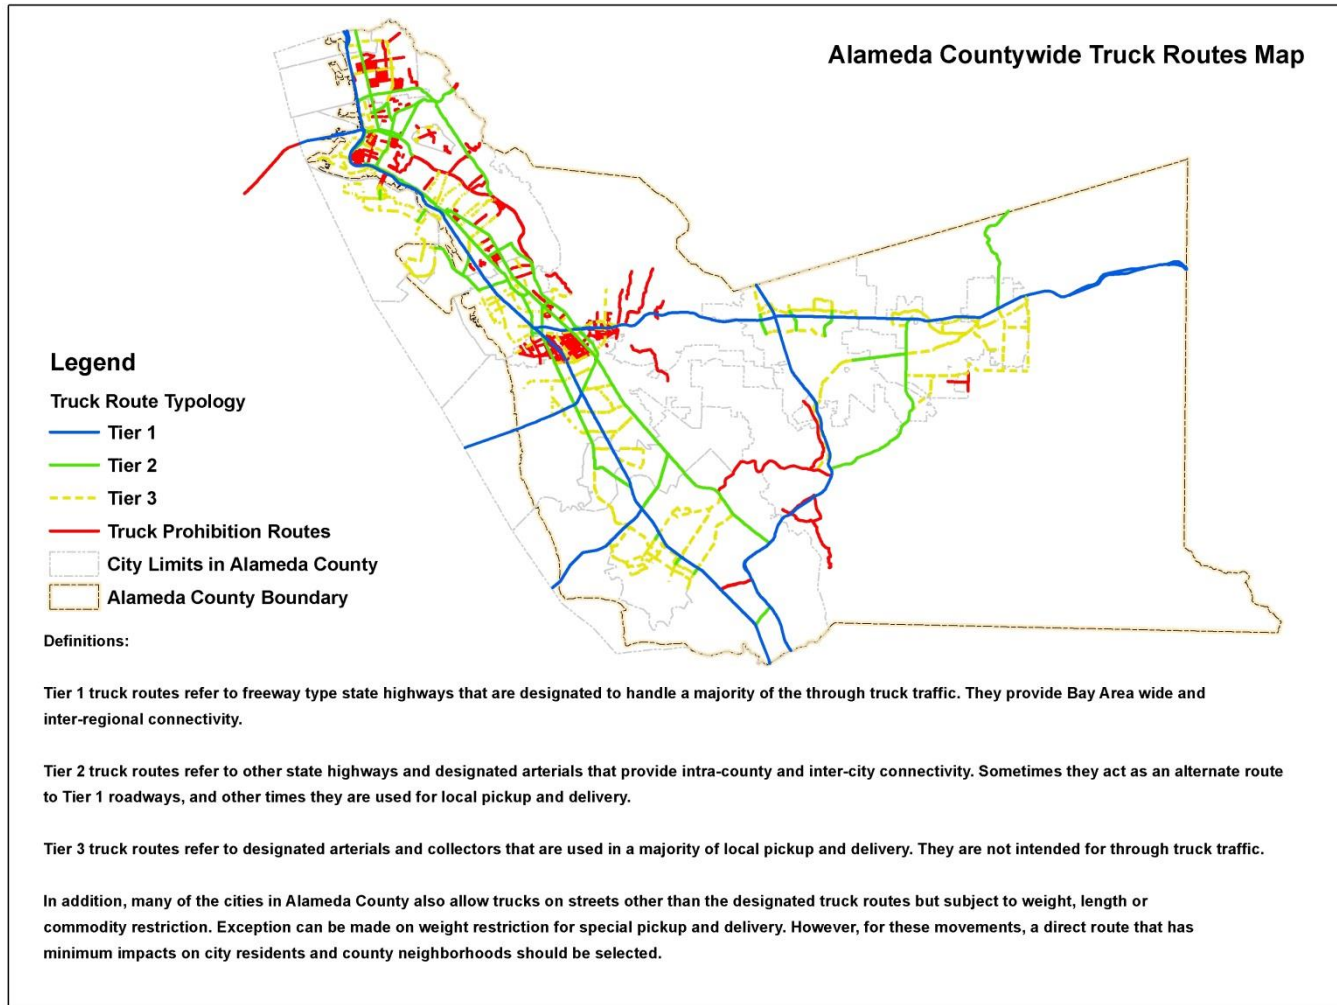 Alameda Countywide Truck Routes Map
Legend
Truck Route Typology
Tier 1
Tier 2
Tier 3
Truck Prohibition Routes
City Limits in Alameda County
Alameda County Boundary
Definitions:
Tier 1 truck routes refer to freeway type state highways that are designated to handle a majority of the through truck traffic. They provide Bay Area wide and
inter-regional connectivity.
Tier 2 truck routes refer to other state highways and designated arterials that provide intra-county and inter-city connectivity. Sometimes they act as an alternate route
to Tier 1 roadways, and other times they are used for local pickup and delivery.
Tier 3 truck routes refer to designated arterials and collectors that are used in a majority of local pickup and delivery. They are not intended for through truck traffic.
In addition, many of the cities in Alameda County also allow trucks on streets other than the designated truck routes but subject to weight, length or
commodity restriction. Exception can be made on weight restriction for special pickup and delivery. However, for these movements, a direct route that has
minimum impacts on city residents and county neighborhoods should be selected.